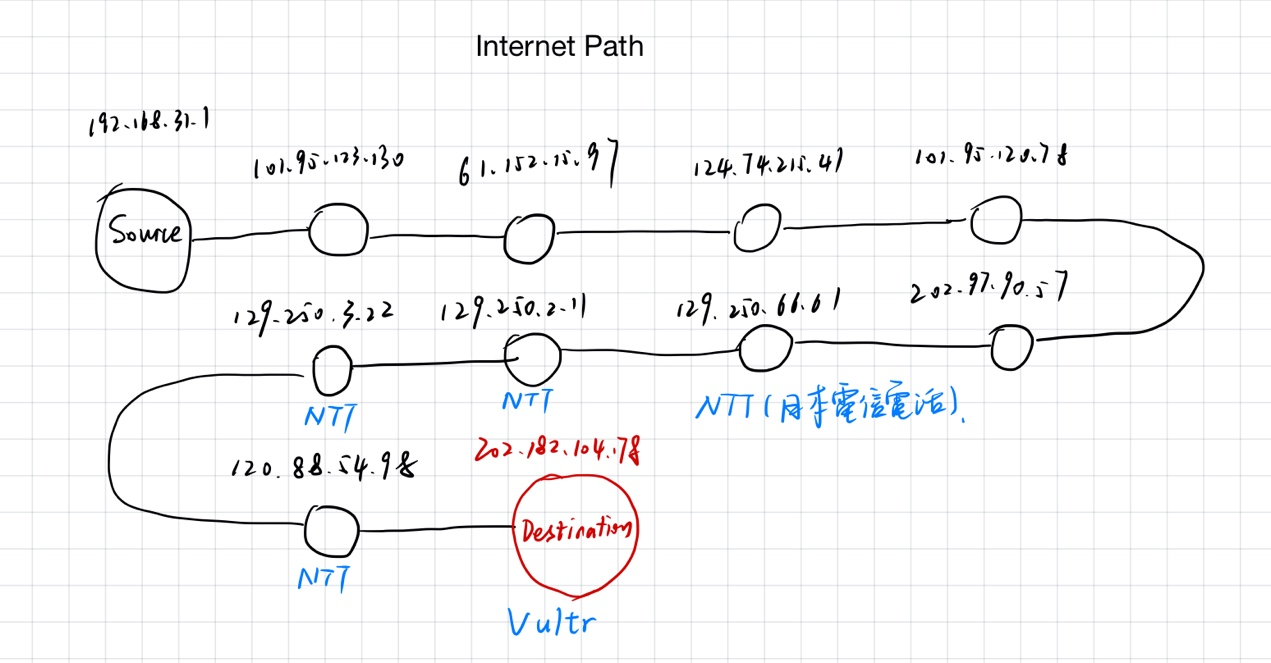 Internet Path
192.168.31.1
101.95.123.130
61.152.15.97
124.74.215.41
101.95.120.78
Source
129.250.3.22
129.250.2.11
129.250.66.61
202.97.90.57
NTT
NTT
NTT(日本電信電话).
120.88.54.98
202.182.104.78
Destination
NTT
Vultr